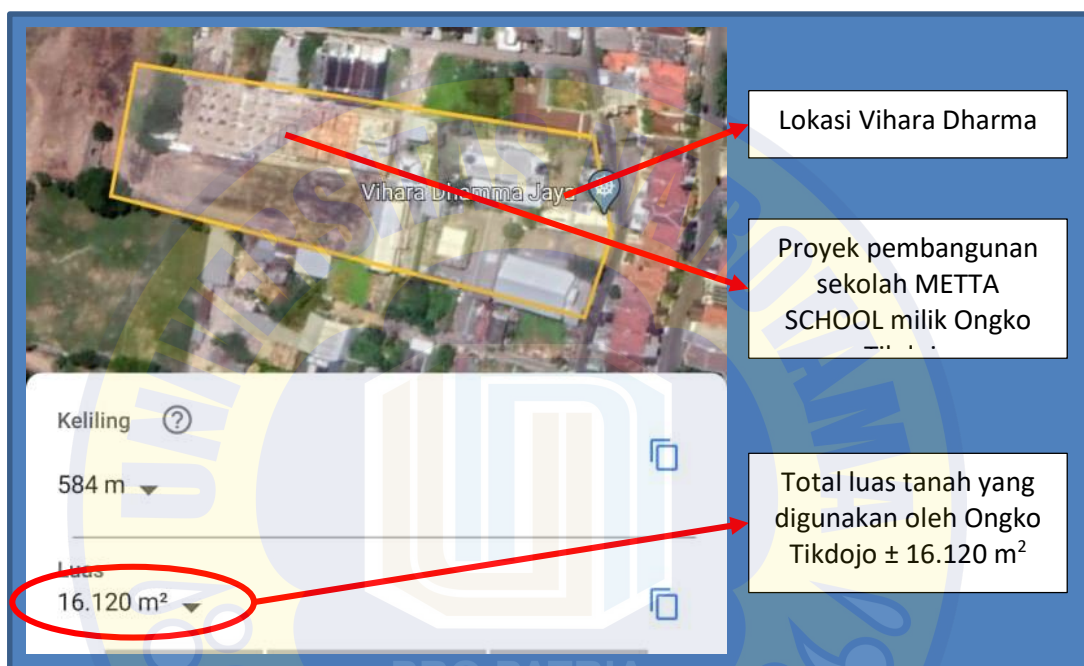 Vihara Dhamma Jaya
Keliling
584 m
Luas
16.120 m²
Lokasi Vihara Dharma
Proyek pembangunan
sekolah METTA
SCHOOL milik Ongko
Total luas tanah yang
digunakan oleh Ongko
Tikdojo ± 16.120 m²